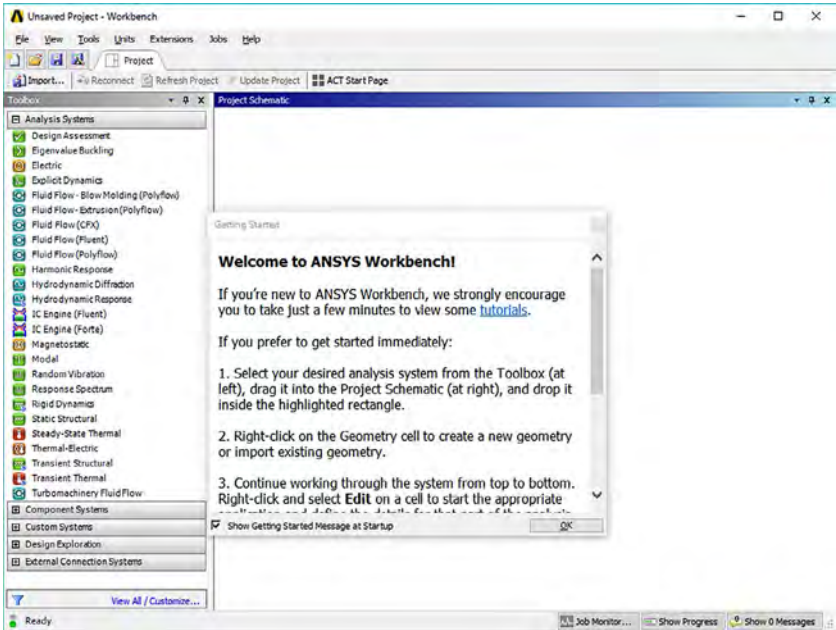 Unsaved Project - Workbench
File View Tools Units Extensions Jobs Help
Project
Import... Reconnect Refresh Project Update Project ACT Start Page
Toolbox
Project Schematic
Analysis Systems
Design Assessment
Eigenvalue Buckling
Electric
Explicit Dynamics
Fluid Flow - Blow Molding (Polyflow)
Fluid Flow-Extrusion(Polyflow)
Fluid Flow (CFX)
Fluid Flow (Fluent)
Fluid Flow (Polyflow)
Harmonic Response
Hydrodynamic Diffraction
Hydrodynamic Response
IC Engine (Fluent)
IC Engine (Forte)
Magnetostatic
Modal
Random Vibration
Response Spectrum
Rigid Dynamics
Static Structural
Steady-State Thermal
Thermal-Electric
Transient Structural
Transient Thermal
Turbomachinery Fluid Flow
Component Systems
Custom Systems
Design Exploration
External Connection Systems
View All / Customize...
Getting Started
Welcome to ANSYS Workbench!
If you're new to ANSYS Workbench, we strongly encourage
you to take just a few minutes to view some tutorials.
If you prefer to get started immediately:
1. Select your desired analysis system from the Toolbox (at
left), drag it into the Project Schematic (at right), and drop it
inside the highlighted rectangle.
2. Right-click on the Geometry cell to create a new geometry
or import existing geometry.
3. Continue working through the system from top to bottom.
Right-click and select Edit on a cell to start the appropriate
Show Getting Started Message at Startup
OK
Ready
Job Monitor... Show Progress Show 0 Messages